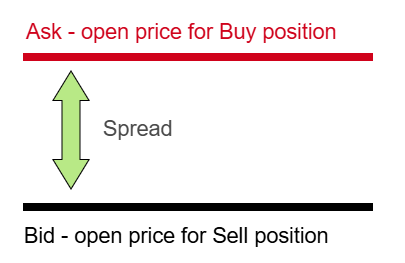 Ask - open price for Buy position
Spread
Bid - open price for Sell position